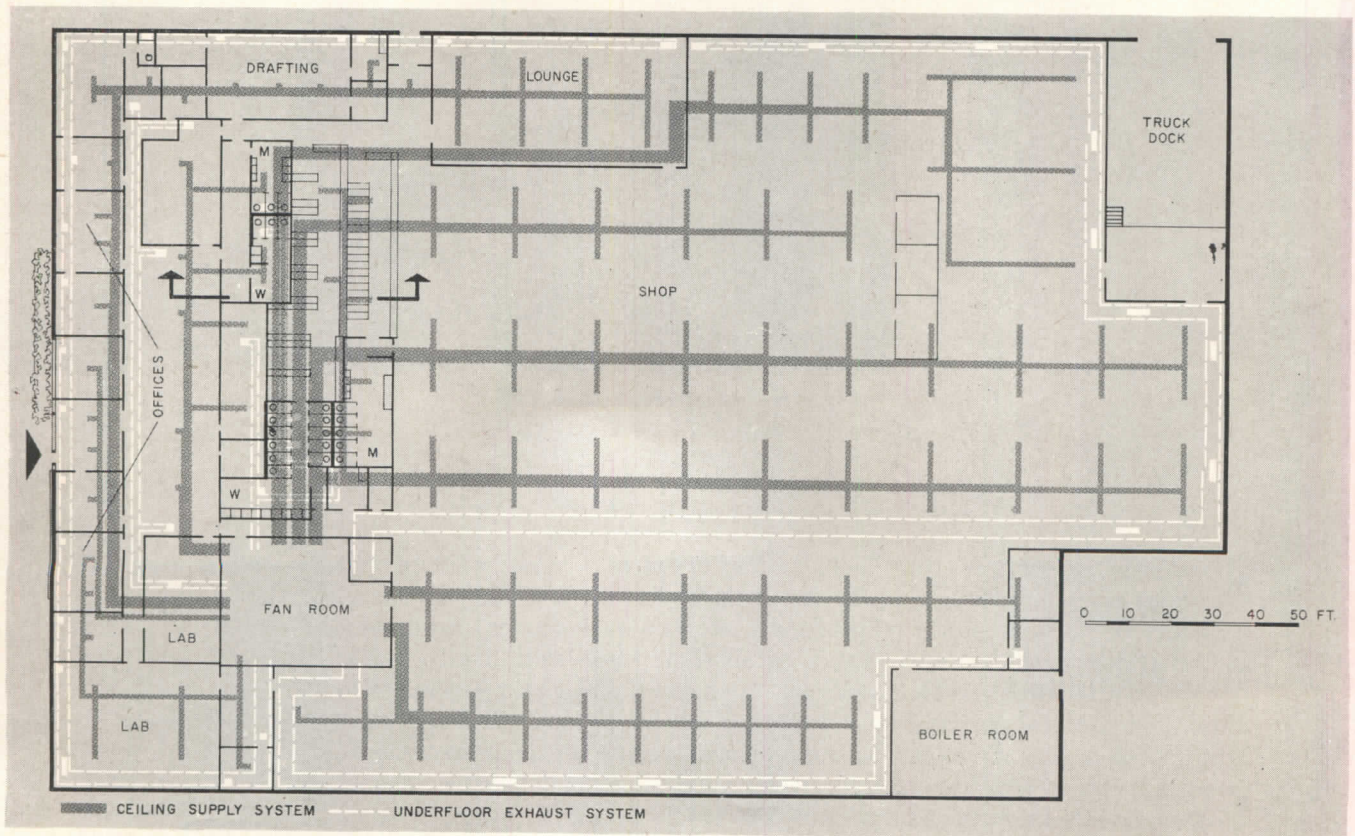 DRAFTING
LOUNGE
TRUCK
DOCK
M
W
SHOP
OFFICES
M
W
FAN ROOM
0 10 20 30 40 50 FT.
LAB
LAB
BOILER ROOM
CEILING SUPPLY SYSTEM
UNDERFLOOR EXHAUST SYSTEM